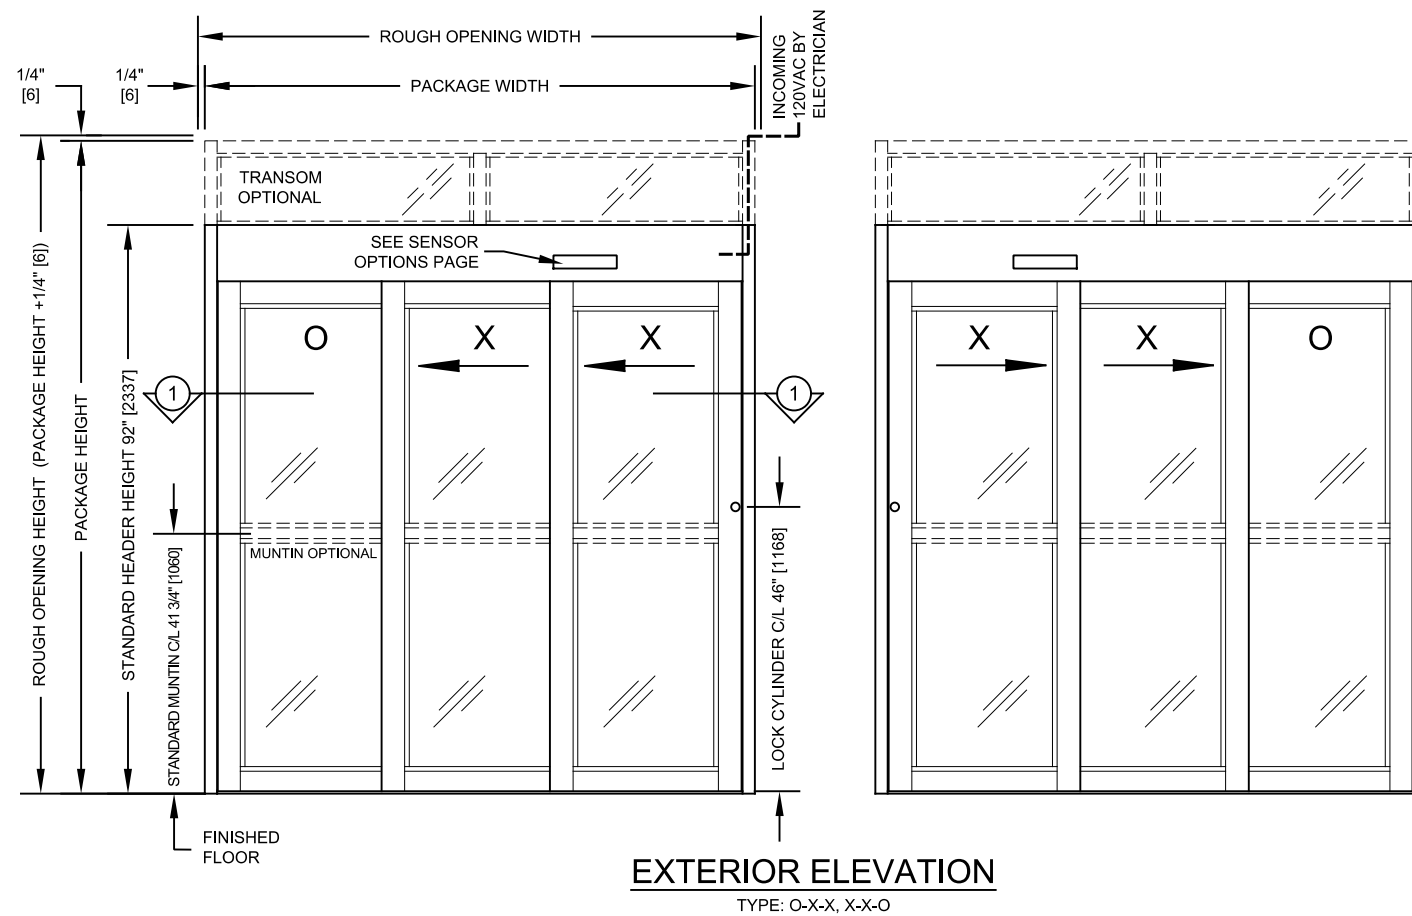 ROUGH OPENING WIDTH
PACKAGE WIDTH
1/4"
[6]
1/4"
[6]
INCOMING
120VAC BY
ELECTRICIAN
TRANSOM
OPTIONAL
SEE SENSOR
OPTIONS PAGE
O
X
X
X
X
O
1
1
ROUGH OPENING HEIGHT (PACKAGE HEIGHT +1/4" [6])
PACKAGE HEIGHT
STANDARD HEADER HEIGHT 92" [2337]
STANDARD MUNTIN C/L 41 3/4" [1060]
MUNTIN OPTIONAL
LOCK CYLINDER C/L 46" [1168]
FINISHED
FLOOR
EXTERIOR ELEVATION
TYPE: O-X-X, X-X-O